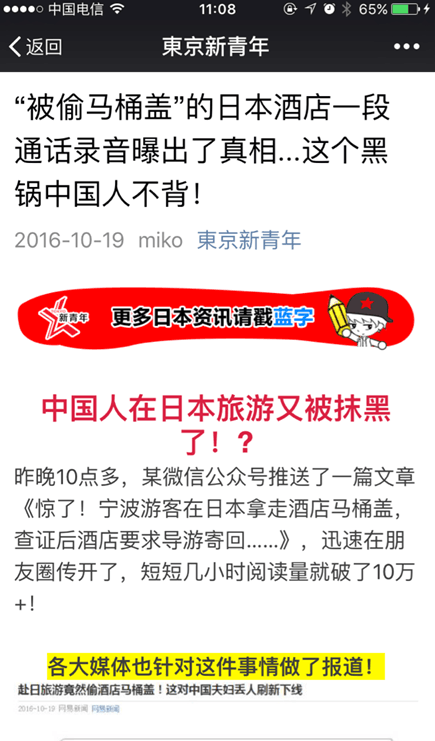 中国电信 11:08 65%
返回 東京新青年
“被偷马桶盖”的日本酒店一段
通话录音曝出了真相...这个黑
锅中国人不背！
2016-10-19 miko 東京新青年
新青年 更多日本资讯请戳蓝字
中国人在日本旅游又被抹黑
了！?
昨晚10点多，某微信公众号推送了一篇文章
《惊了！宁波游客在日本拿走酒店马桶盖，
查证后酒店要求导游寄回......》，迅速在朋
友圈传开了，短短几小时阅读量就破了10万
+！
各大媒体也针对这件事情做了报道！
赴日旅游竟然偷酒店马桶盖！这对中国夫妇丢人刷新下线
2016-10-19 网易新闻 网易新闻